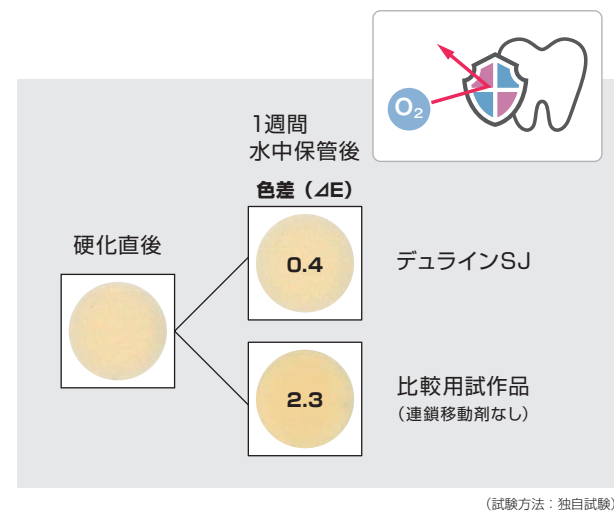 O₂
1週間
水中保管後
色差（⊿E）
硬化直後
0.4
デュラインSJ
2.3
比較用試作品
（連鎖移動剤なし）
（試験方法：独自試験）